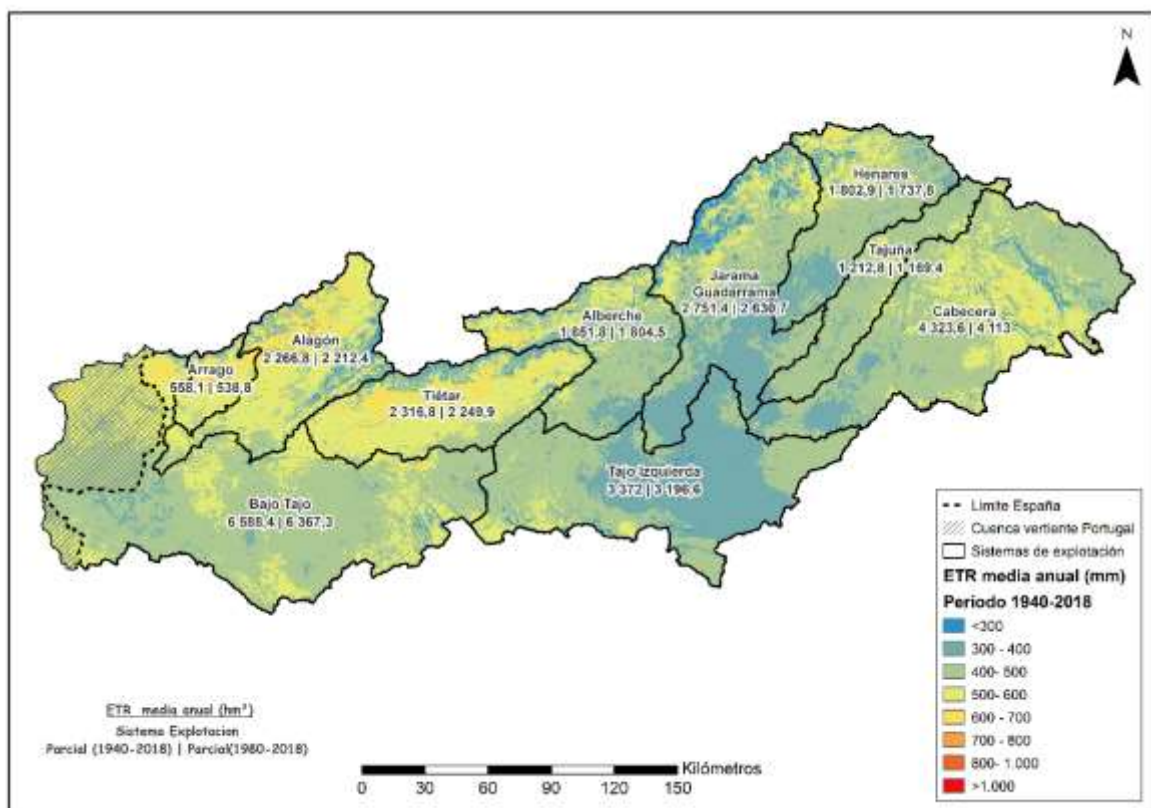 N
Henares
1 802,9 | 1 737,8
Tajuña
1 212,8 | 1 169,4
Jarama
Guadarrama
2 751,4 | 2 630,7
Cabecera
4 323,6 | 4 113
Alberche
1 851,8 | 1 804,5
Alagón
2 266,8 | 2 212,4
Arrago
558,1 | 538,8
Tiétar
2 316,8 | 2 249,9
Tajo Izquierda
3 372 | 3 196,6
Bajo Tajo
6 588,4 | 6 367,3
Limite España
Cuenca vertiente Portugal
Sistemas de explotación
ETR media anual (mm)
Periodo 1940-2018
<300
300 - 400
400 - 500
500- 600
600 - 700
700 - 800
800- 1.000
>1.000
ETR media anual (hm³)
Sistema Explotacion
Parcial (1940-2018) | Parcial(1980-2018)
Kilómetros
0 30 60 90 120 150